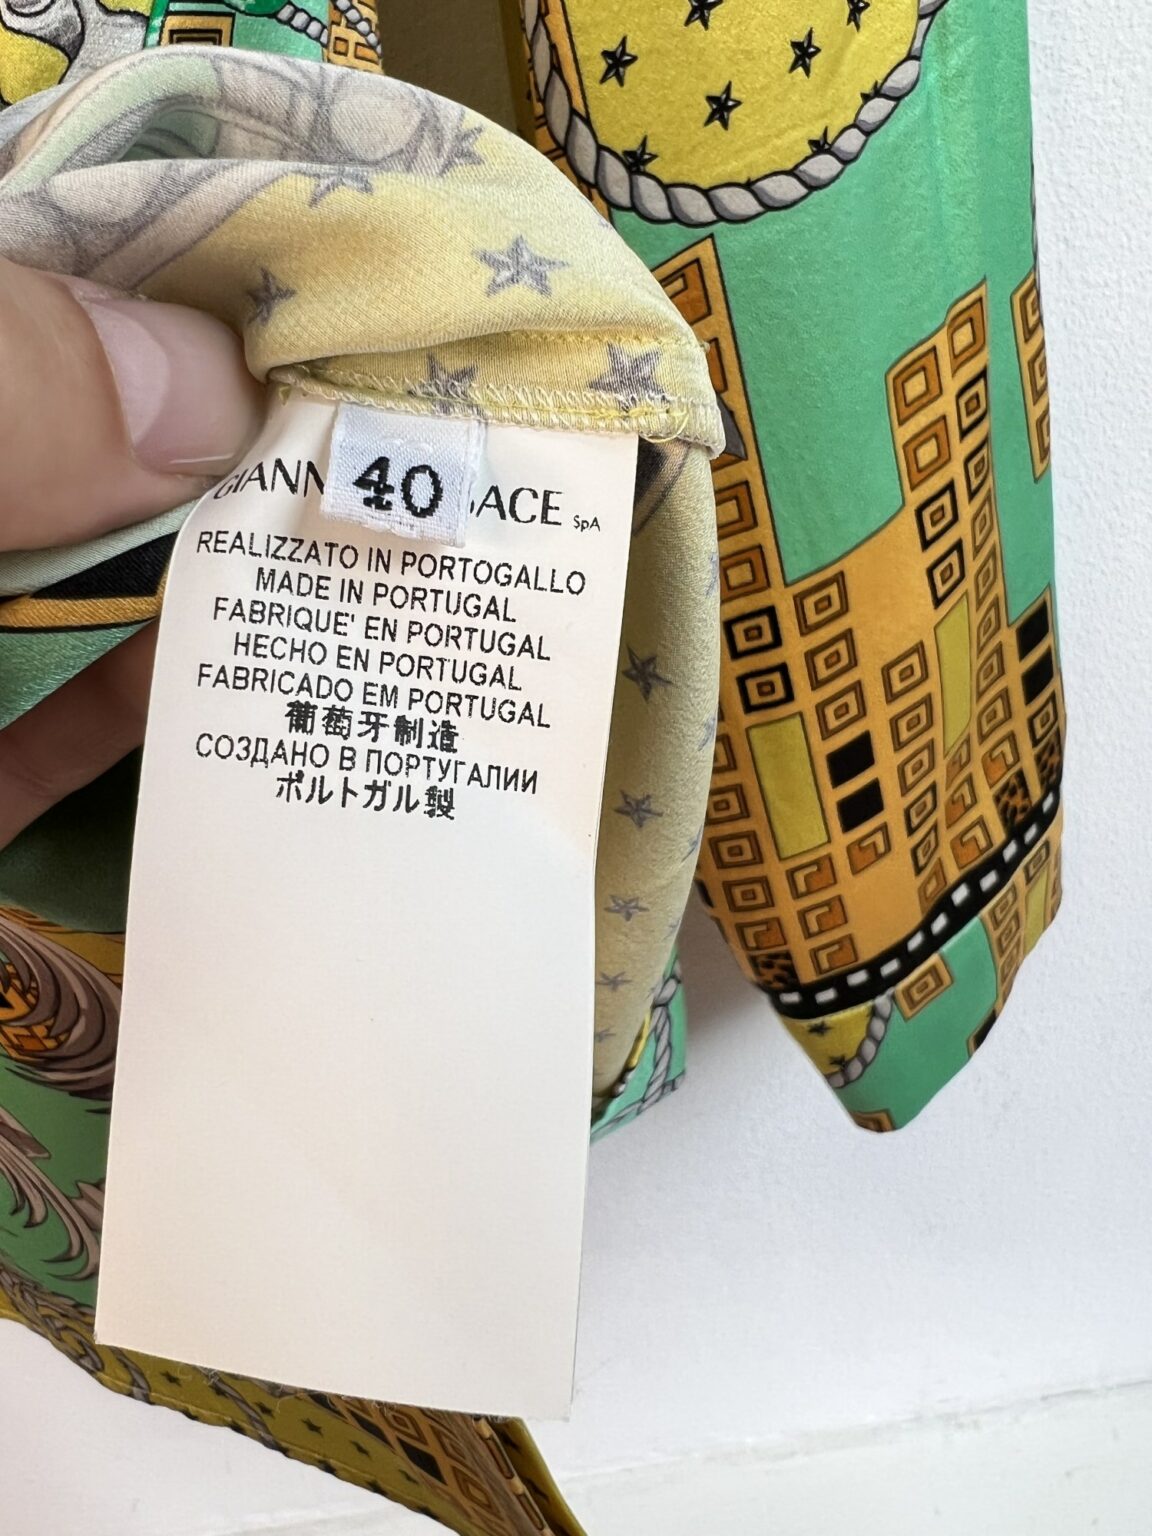 40
GIANN ACE SpA
REALIZZATO IN PORTOGALLO
MADE IN PORTUGAL
FABRIQUE' EN PORTUGAL
HECHO EN PORTUGAL
FABRICADO EM PORTUGAL
葡萄牙制造
СОЗДАНО В ПОРТУГАЛИИ
ポルトガル製